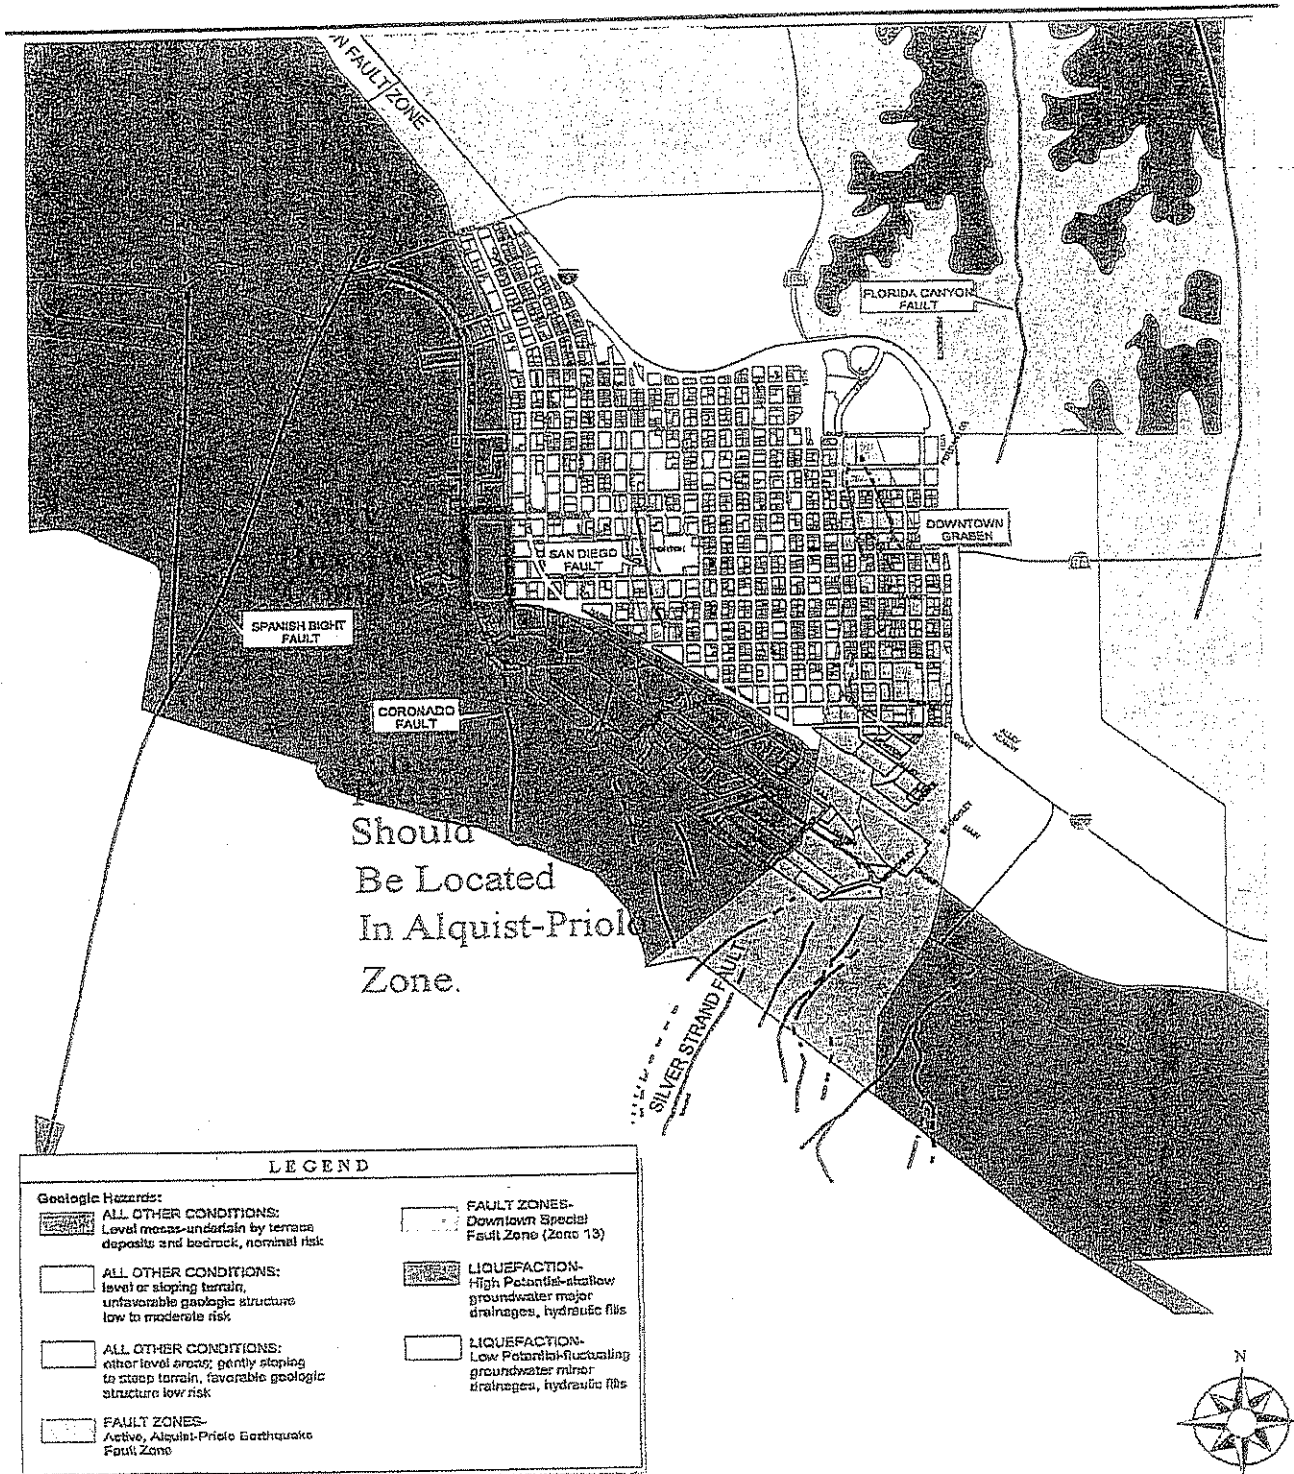 N FAULT ZONE
FLORIDA CANYON
FAULT
DOWNTOWN
GRABEN
SAN DIEGO
FAULT
SPANISH BIGHT
FAULT
CORONADO
FAULT
Should
Be Located
In Alquist-Priolo
Zone.
SILVER STRAND FAULT
LEGEND
Geologic Hazards:
ALL OTHER CONDITIONS:
Level mesas-underlain by terrace
deposits and bedrock, nominal risk
ALL OTHER CONDITIONS:
level or sloping terrain,
unfavorable geologic structure
low to moderate risk
ALL OTHER CONDITIONS:
other level areas; gently sloping
to steep terrain, favorable geologic
structure low risk
FAULT ZONES-
Active, Alquist-Priolo Earthquake
Fault Zone
FAULT ZONES-
Downtown Special
Fault Zone (Zone 13)
LIQUEFACTION-
High Potential-shallow
groundwater major
drainages, hydraulic fills
LIQUEFACTION-
Low Potential-fluctuating
groundwater minor
drainages, hydraulic fills
N